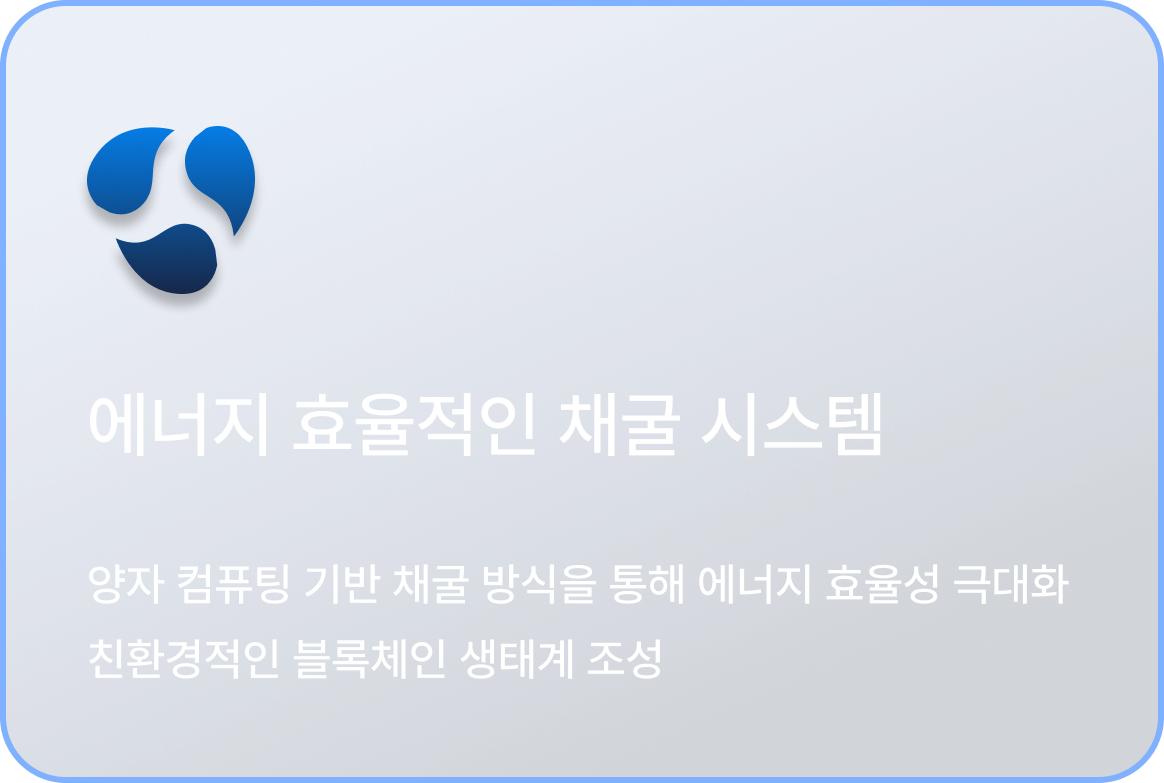 에너지 효율적인 채굴 시스템
양자 컴퓨팅 기반 채굴 방식을 통해 에너지 효율성 극대화
친환경적인 블록체인 생태계 조성